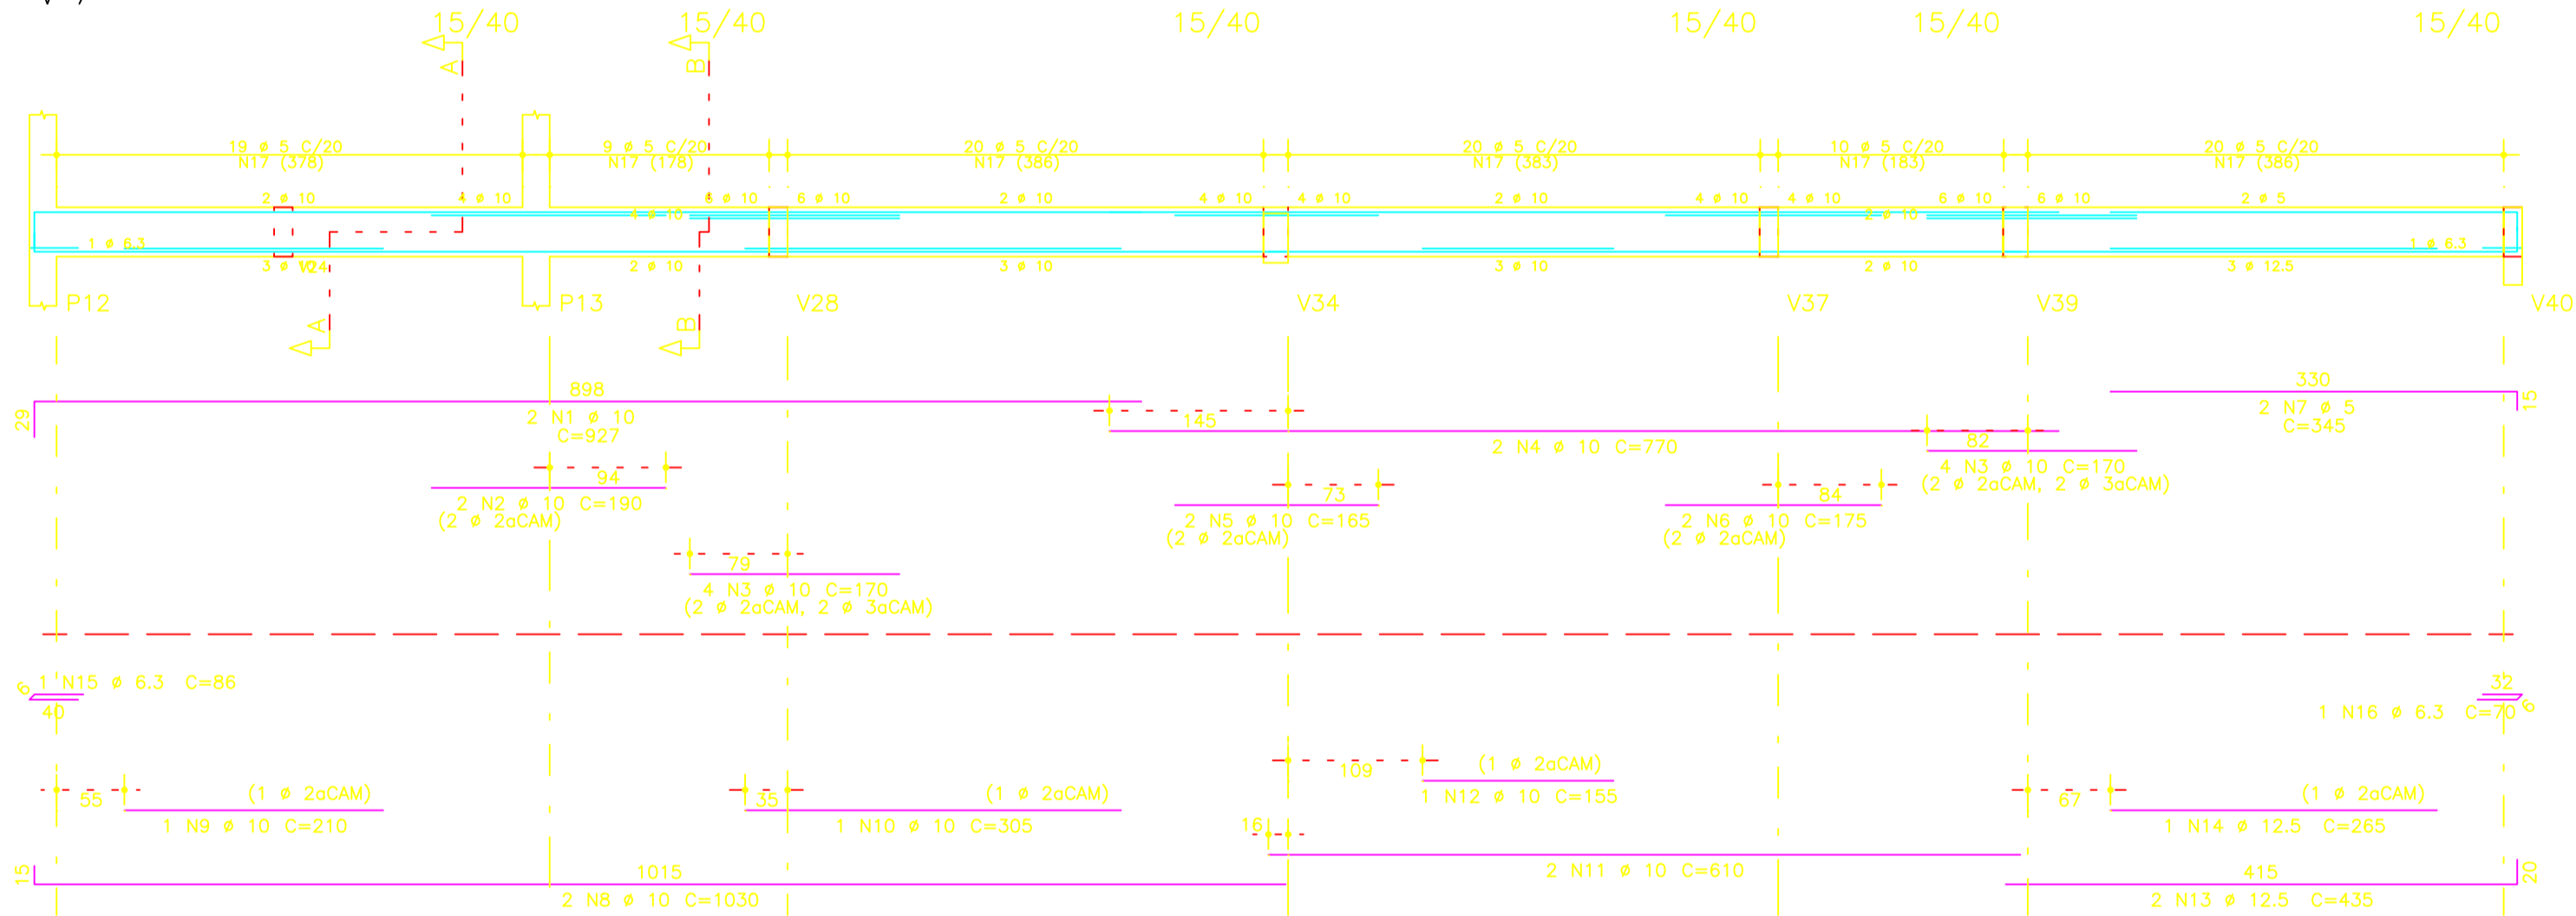 15/40 15/40 15/40 15/40 15/40 15/40
A B
19 ø 5 C/20 9 ø 5 C/20 20 ø 5 C/20 20 ø 5 C/20 10 ø 5 C/20 20 ø 5 C/20
N17 (378) N17 (178) N17 (386) N17 (383) N17 (183) N17 (386)
2 ø 10 4 ø 10 6 ø 10 6 ø 10 2 ø 10 4 ø 10 4 ø 10 2 ø 10 4 ø 10 4 ø 10 6 ø 10 6 ø 10 2 ø 5
4 ø 10 2 ø 10
1 ø 6.3 1 ø 6.3
3 ø 10 V24 2 ø 10 3 ø 10 3 ø 10 2 ø 10 3 ø 12.5
P12 P13 V28 V34 V37 V39 V40
A B
898 330
29 2 N1 ø 10 145 2 N7 ø 5 15
C=927 C=345
2 N4 ø 10 C=770 82
94 4 N3 ø 10 C=170
(2 ø 2aCAM, 2 ø 3aCAM)
73 84
2 N2 ø 10 C=190 2 N5 ø 10 C=165 2 N6 ø 10 C=175
(2 ø 2aCAM) (2 ø 2aCAM) (2 ø 2aCAM)
79
4 N3 ø 10 C=170
(2 ø 2aCAM, 2 ø 3aCAM)
6 1 N15 ø 6.3 C=86 32
40 1 N16 ø 6.3 C=70 6
109 (1 ø 2aCAM)
55 (1 ø 2aCAM) 35 (1 ø 2aCAM) 1 N12 ø 10 C=155 67 (1 ø 2aCAM)
1 N9 ø 10 C=210 1 N10 ø 10 C=305 16 1 N14 ø 12.5 C=265
15 1015 2 N11 ø 10 C=610 415 20
2 N8 ø 10 C=1030 2 N13 ø 12.5 C=435